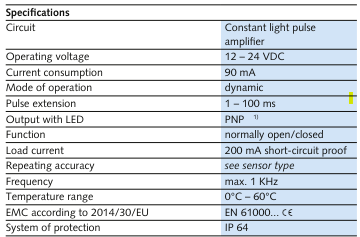 Specifications
Circuit Constant light pulse
amplifier
Operating voltage 12 – 24 VDC
Current consumption 90 mA
Mode of operation dynamic
Pulse extension 1 – 100 ms
Output with LED PNP 1)
Function normally open/closed
Load current 200 mA short-circuit proof
Repeating accuracy see sensor type
Frequency max. 1 KHz
Temperature range 0°C – 60°C
EMC according to 2014/30/EU EN 61000... CE
System of protection IP 64